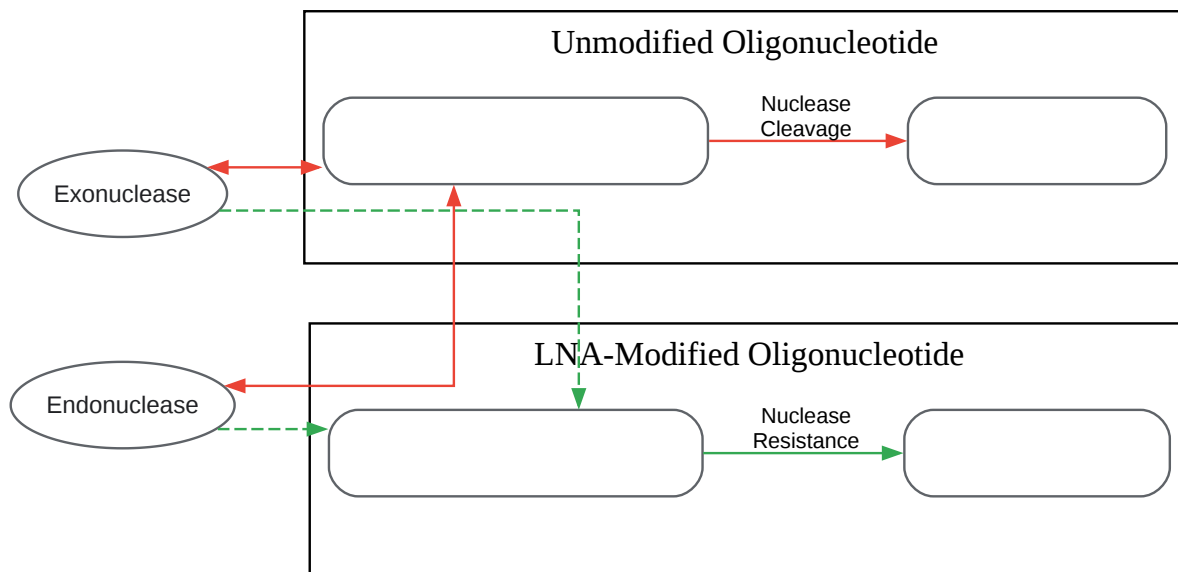 Unmodified Oligonucleotide
Nuclease
Cleavage
Exonuclease
LNA-Modified Oligonucleotide
Endonuclease
Nuclease
Resistance